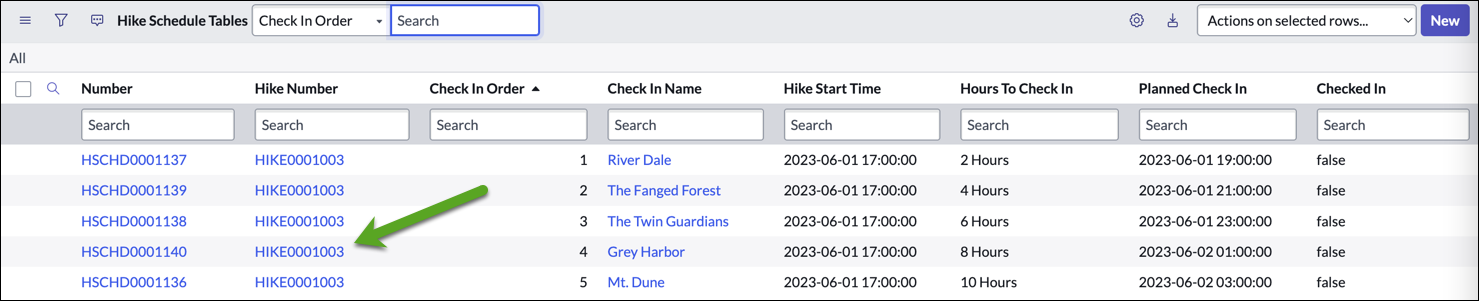 Hike Schedule Tables Check In Order Search Actions on selected rows... New
All
Number Hike Number Check In Order Check In Name Hike Start Time Hours To Check In Planned Check In Checked In
Search Search Search Search Search Search Search Search
HSCHD0001137 HIKE0001003 1 River Dale 2023-06-01 17:00:00 2 Hours 2023-06-01 19:00:00 false
HSCHD0001139 HIKE0001003 2 The Fanged Forest 2023-06-01 17:00:00 4 Hours 2023-06-01 21:00:00 false
HSCHD0001138 HIKE0001003 3 The Twin Guardians 2023-06-01 17:00:00 6 Hours 2023-06-01 23:00:00 false
HSCHD0001140 HIKE0001003 4 Grey Harbor 2023-06-01 17:00:00 8 Hours 2023-06-02 01:00:00 false
HSCHD0001136 HIKE0001003 5 Mt. Dune 2023-06-01 17:00:00 10 Hours 2023-06-02 03:00:00 false